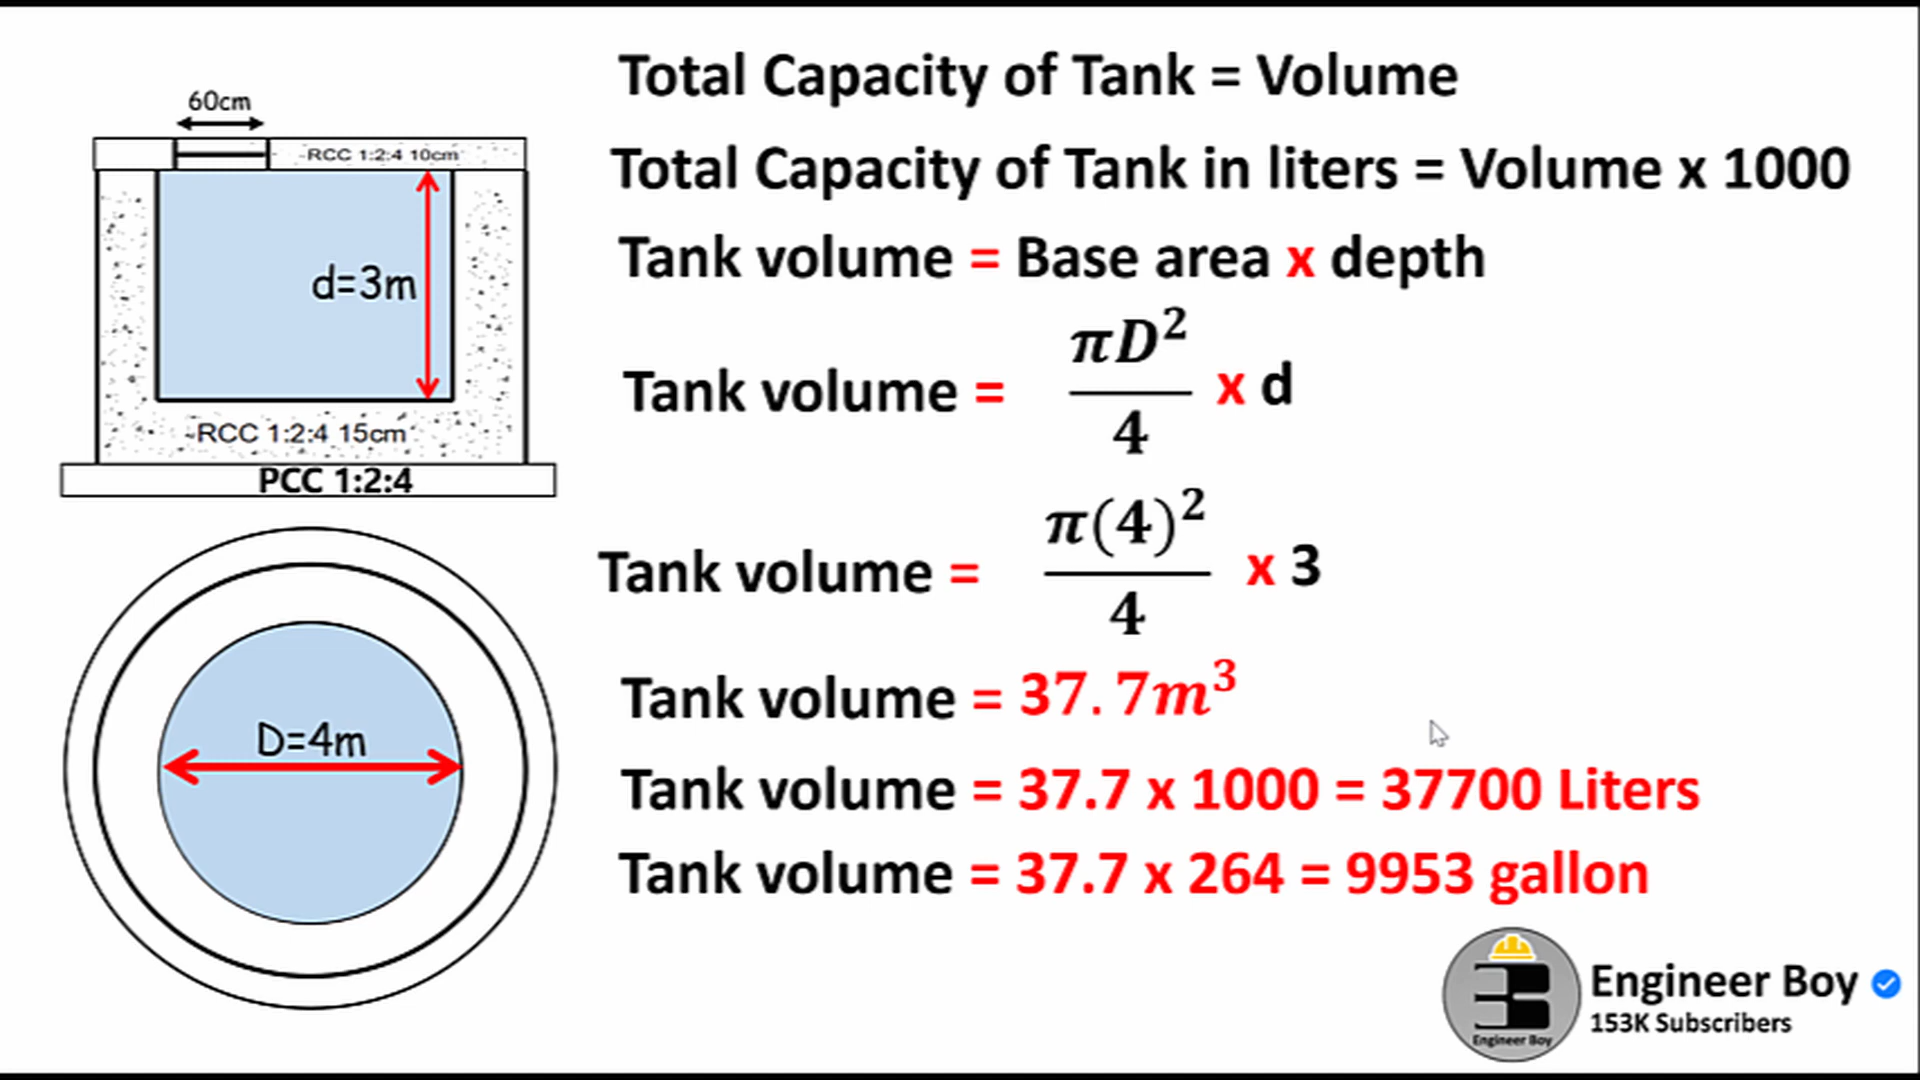 60cm
RCC 1:2:4 10cm
d=3m
RCC 1:2:4 15cm
PCC 1:2:4
D=4m
Total Capacity of Tank = Volume
Total Capacity of Tank in liters = Volume x 1000
Tank volume = Base area x depth
Tank volume = πD²/4 x d
Tank volume = π(4)²/4 x 3
Tank volume = 37.7m³
Tank volume = 37.7 x 1000 = 37700 Liters
Tank volume = 37.7 x 264 = 9953 gallon
Engineer Boy
Engineer Boy
153K Subscribers